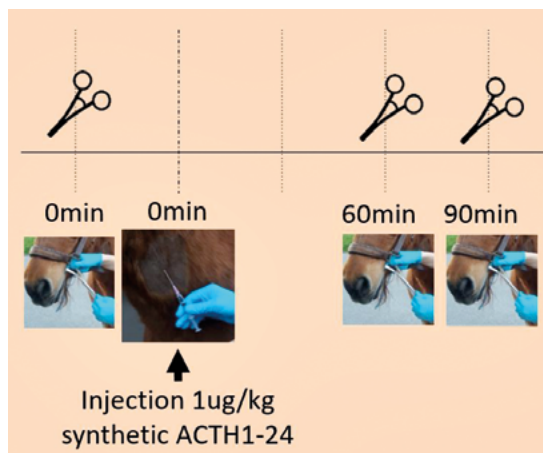 0min
0min
60min
90min
Injection 1ug/kg
synthetic ACTH1-24